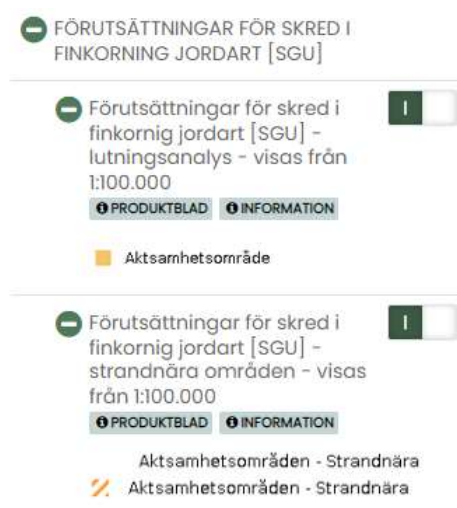 FÖRUTSÄTTNINGAR FÖR SKRED I
FINKORNING JORDART [SGU]
Förutsättningar för skred i
finkornig jordart [SGU] -
lutningsanalys - visas från
1:100.000
PRODUKTBLAD INFORMATION
Aktsamhetsområde
Förutsättningar för skred i
finkornig jordart [SGU] -
strandnära områden - visas
från 1:100.000
PRODUKTBLAD INFORMATION
Aktsamhetsområden - Strandnära
Aktsamhetsområden - Strandnära